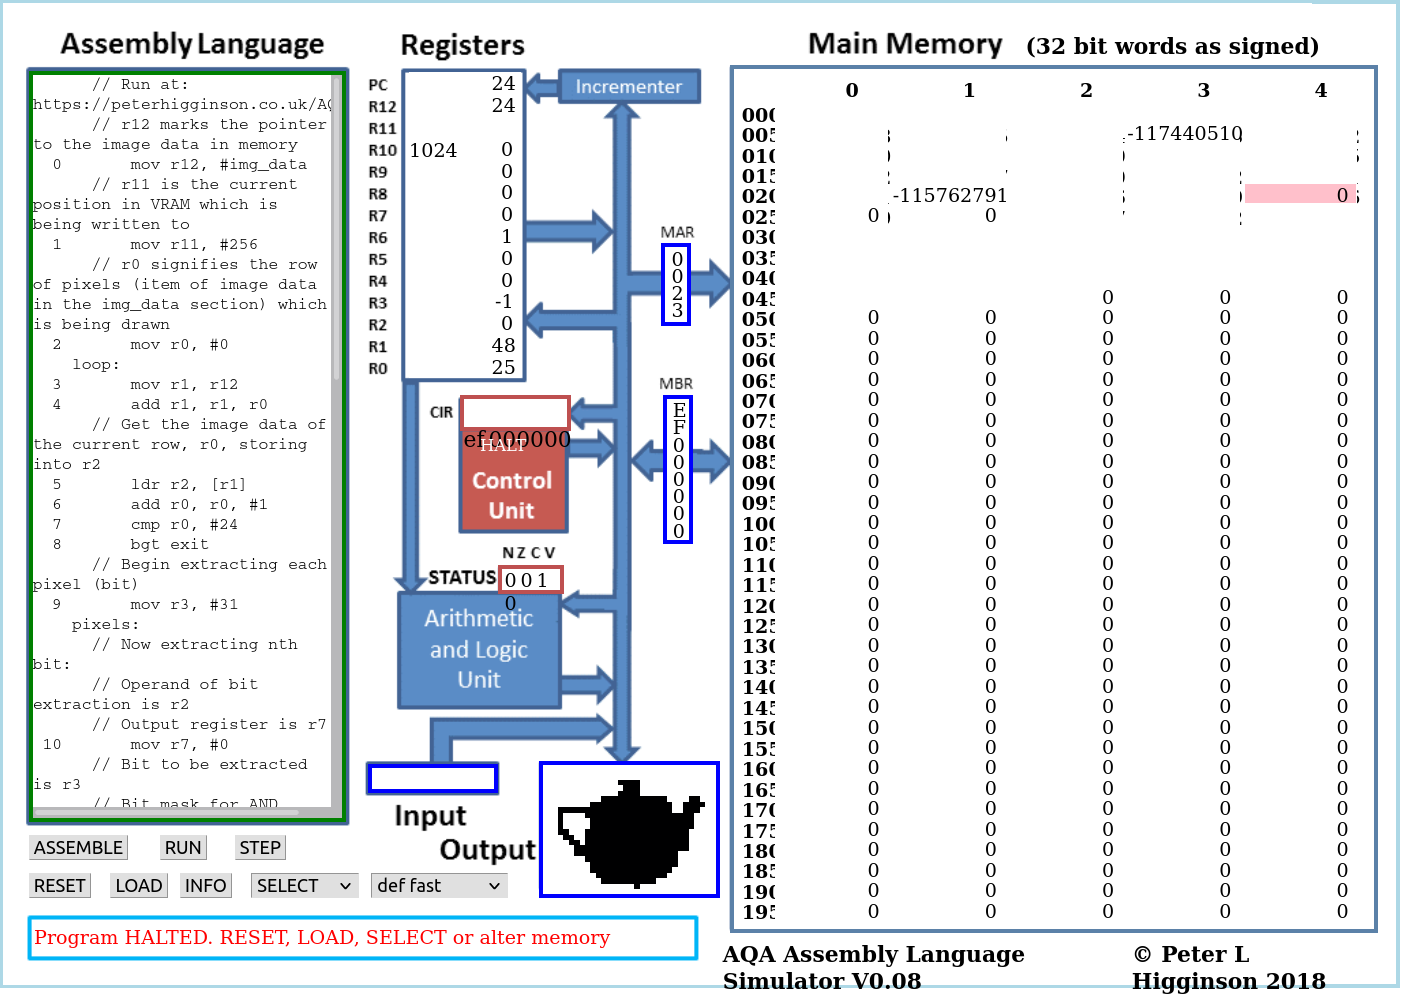 Assembly Language
// Run at:
https://peterhigginson.co.uk/AQ
// r12 marks the pointer
to the image data in memory
0 mov r12, #img_data
// r11 is the current
position in VRAM which is
being written to
1 mov r11, #256
// r0 signifies the row
of pixels (item of image data
in the img_data section) which
is being drawn
2 mov r0, #0
loop:
3 mov r1, r12
4 add r1, r1, r0
// Get the image data of
the current row, r0, storing
into r2
5 ldr r2, [r1]
6 add r0, r0, #1
7 cmp r0, #24
8 bgt exit
// Begin extracting each
pixel (bit)
9 mov r3, #31
pixels:
// Now extracting nth
bit:
// Operand of bit
extraction is r2
// Output register is r7
10 mov r7, #0
// Bit to be extracted
is r3
// Bit mask for AND
ASSEMBLE RUN STEP
RESET LOAD INFO SELECT def fast
Program HALTED. RESET, LOAD, SELECT or alter memory
Registers
PC 24
R12 24
R11
R10 1024 0
R9 0
R8 0
R7 0
R6 1
R5 0
R4 0
R3 -1
R2 0
R1 48
R0 25
Incrementer
MAR
0
0
2
3
MBR
E
F
0
0
0
0
0
0
CIR
ef000000
HALT
Control
Unit
N Z C V
STATUS 0 0 1
0
Arithmetic
and Logic
Unit
Input
Output
Main Memory (32 bit words as signed)
0 1 2 3 4
000
005 -117440510
010
015
020 -115762791 0
025 0 0
030
035
040
045 0 0 0
050 0 0 0 0 0
055 0 0 0 0 0
060 0 0 0 0 0
065 0 0 0 0 0
070 0 0 0 0 0
075 0 0 0 0 0
080 0 0 0 0 0
085 0 0 0 0 0
090 0 0 0 0 0
095 0 0 0 0 0
100 0 0 0 0 0
105 0 0 0 0 0
110 0 0 0 0 0
115 0 0 0 0 0
120 0 0 0 0 0
125 0 0 0 0 0
130 0 0 0 0 0
135 0 0 0 0 0
140 0 0 0 0 0
145 0 0 0 0 0
150 0 0 0 0 0
155 0 0 0 0 0
160 0 0 0 0 0
165 0 0 0 0 0
170 0 0 0 0 0
175 0 0 0 0 0
180 0 0 0 0 0
185 0 0 0 0 0
190 0 0 0 0 0
195 0 0 0 0 0
AQA Assembly Language
Simulator V0.08
© Peter L
Higginson 2018